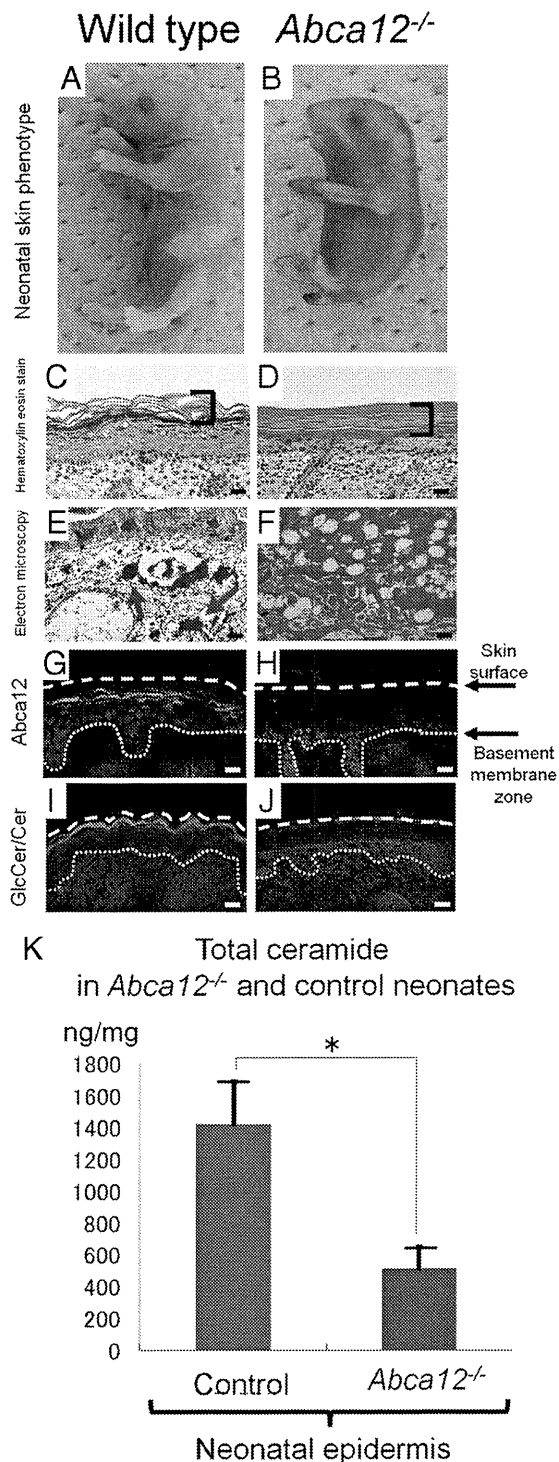 Wild type Abca12-/-
A B
Neonatal skin phenotype
C D
Hematoxylin eosin stain
E F
Electron microscopy
G H
Abca12
Skin
surface
Basement
membrane
zone
I J
GlcCer/Cer
K Total ceramide
in Abca12-/- and control neonates
ng/mg
*
1800
1600
1400
1200
1000
800
600
400
200
0
Control Abca12-/-
Neonatal epidermis